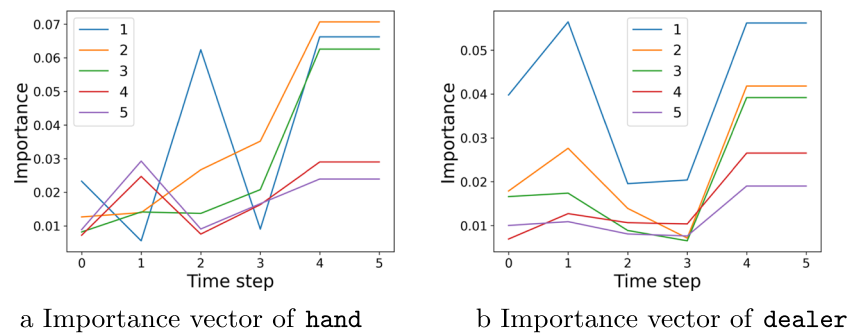 0.07
0.06
0.05
0.04
0.03
0.02
0.01
Importance
1
2
3
4
5
0 1 2 3 4 5
Time step
a Importance vector of hand
0.05
0.04
0.03
0.02
0.01
Importance
1
2
3
4
5
0 1 2 3 4 5
Time step
b Importance vector of dealer